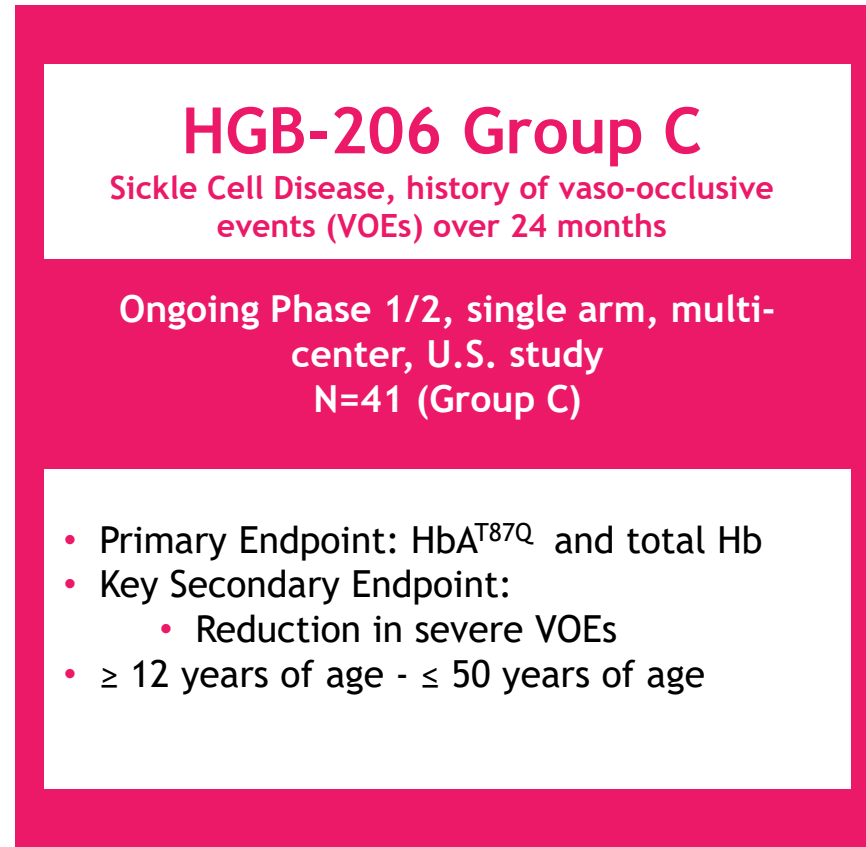 HGB-206 Group C
Sickle Cell Disease, history of vaso-occlusive
events (VOEs) over 24 months
Ongoing Phase 1/2, single arm, multi-
center, U.S. study
N=41 (Group C)
• Primary Endpoint: HbA^T87Q and total Hb
• Key Secondary Endpoint:
• Reduction in severe VOEs
• ≥ 12 years of age - ≤ 50 years of age